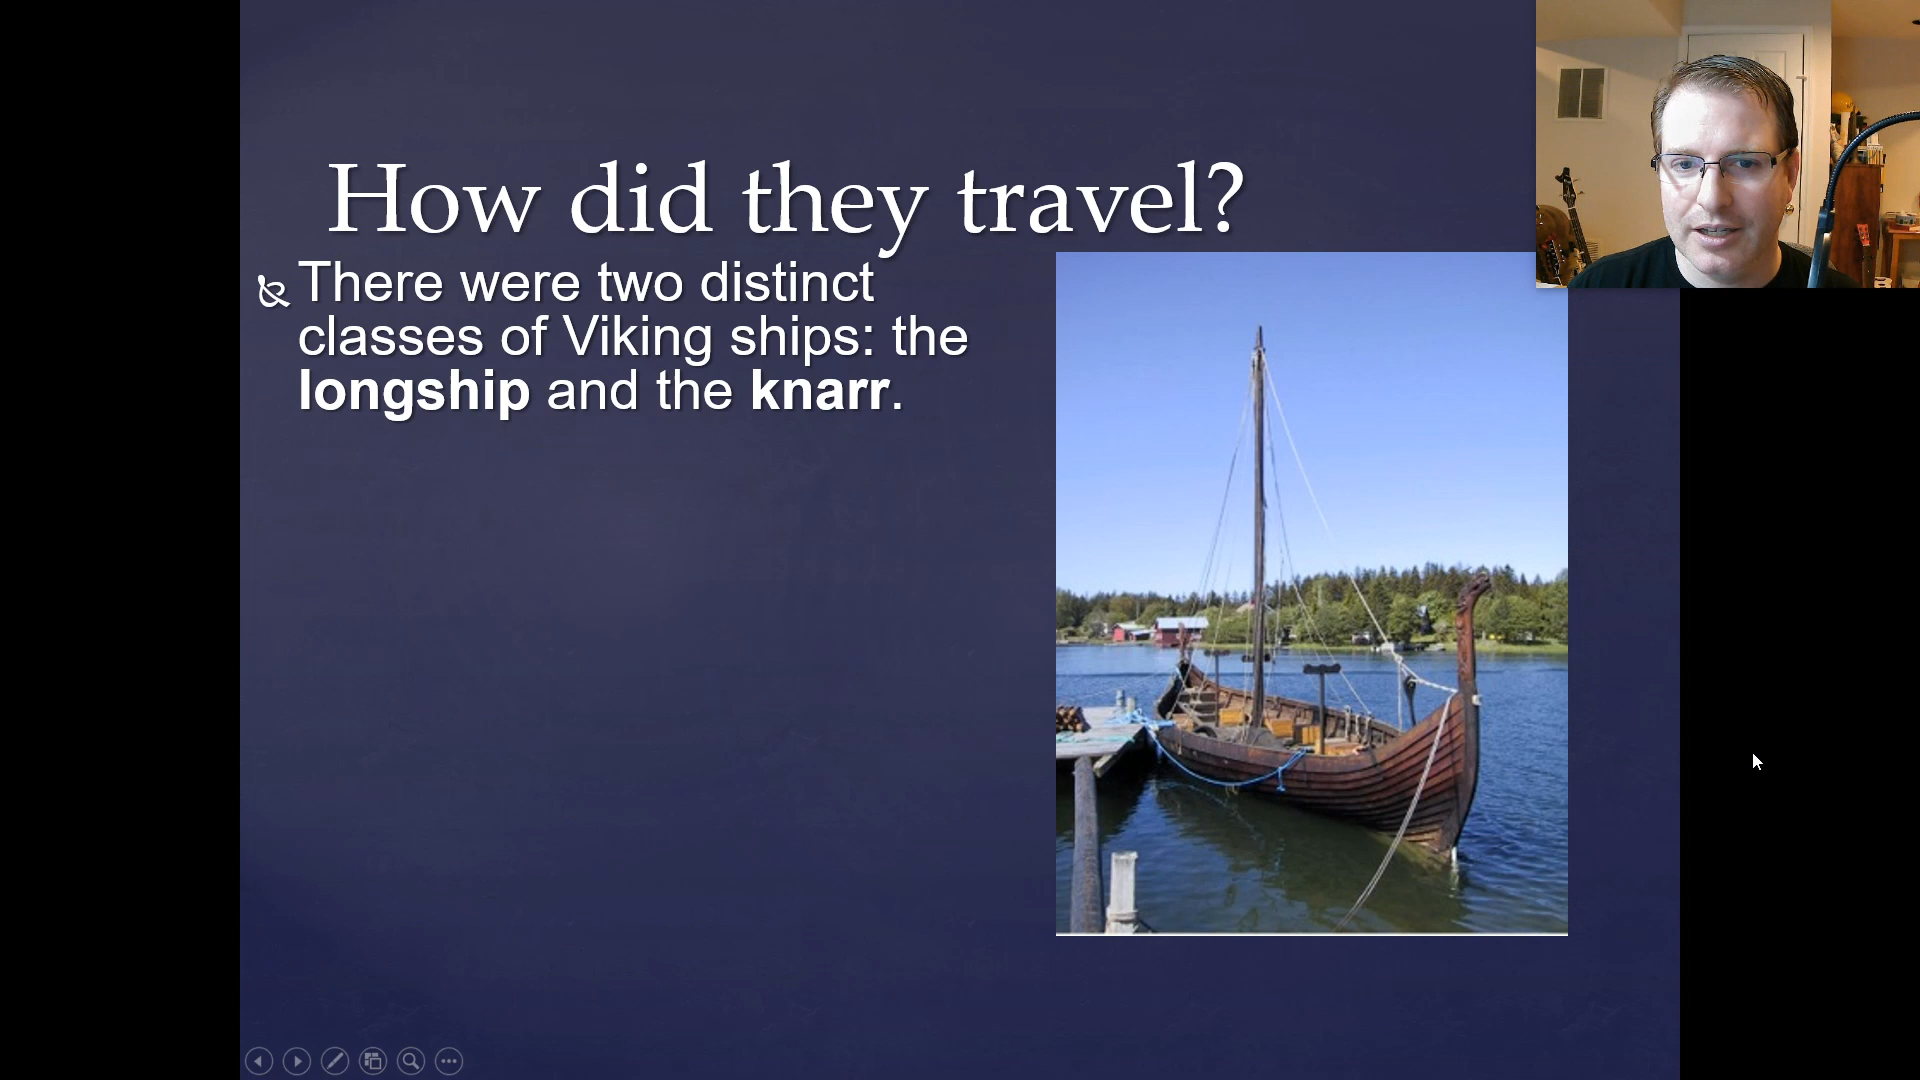 How did they travel?
There were two distinct
classes of Viking ships: the
longship and the knarr.